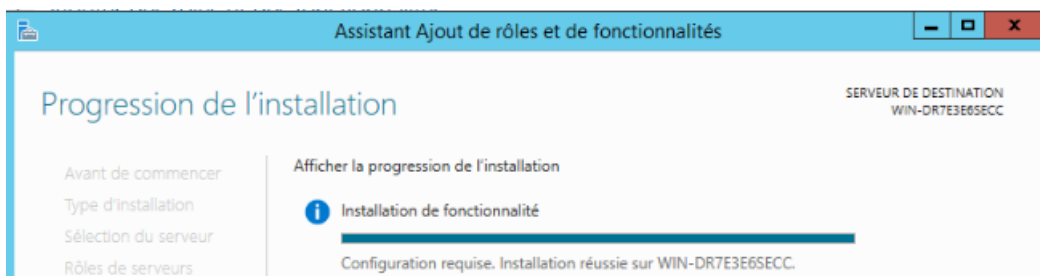 Assistant Ajout de rôles et de fonctionnalités
Progression de l'installation
SERVEUR DE DESTINATION
WIN-DR7E3E6SECC
Avant de commencer
Type d'installation
Sélection du serveur
Rôles de serveurs
Afficher la progression de l'installation
Installation de fonctionnalité
Configuration requise. Installation réussie sur WIN-DR7E3E6SECC.